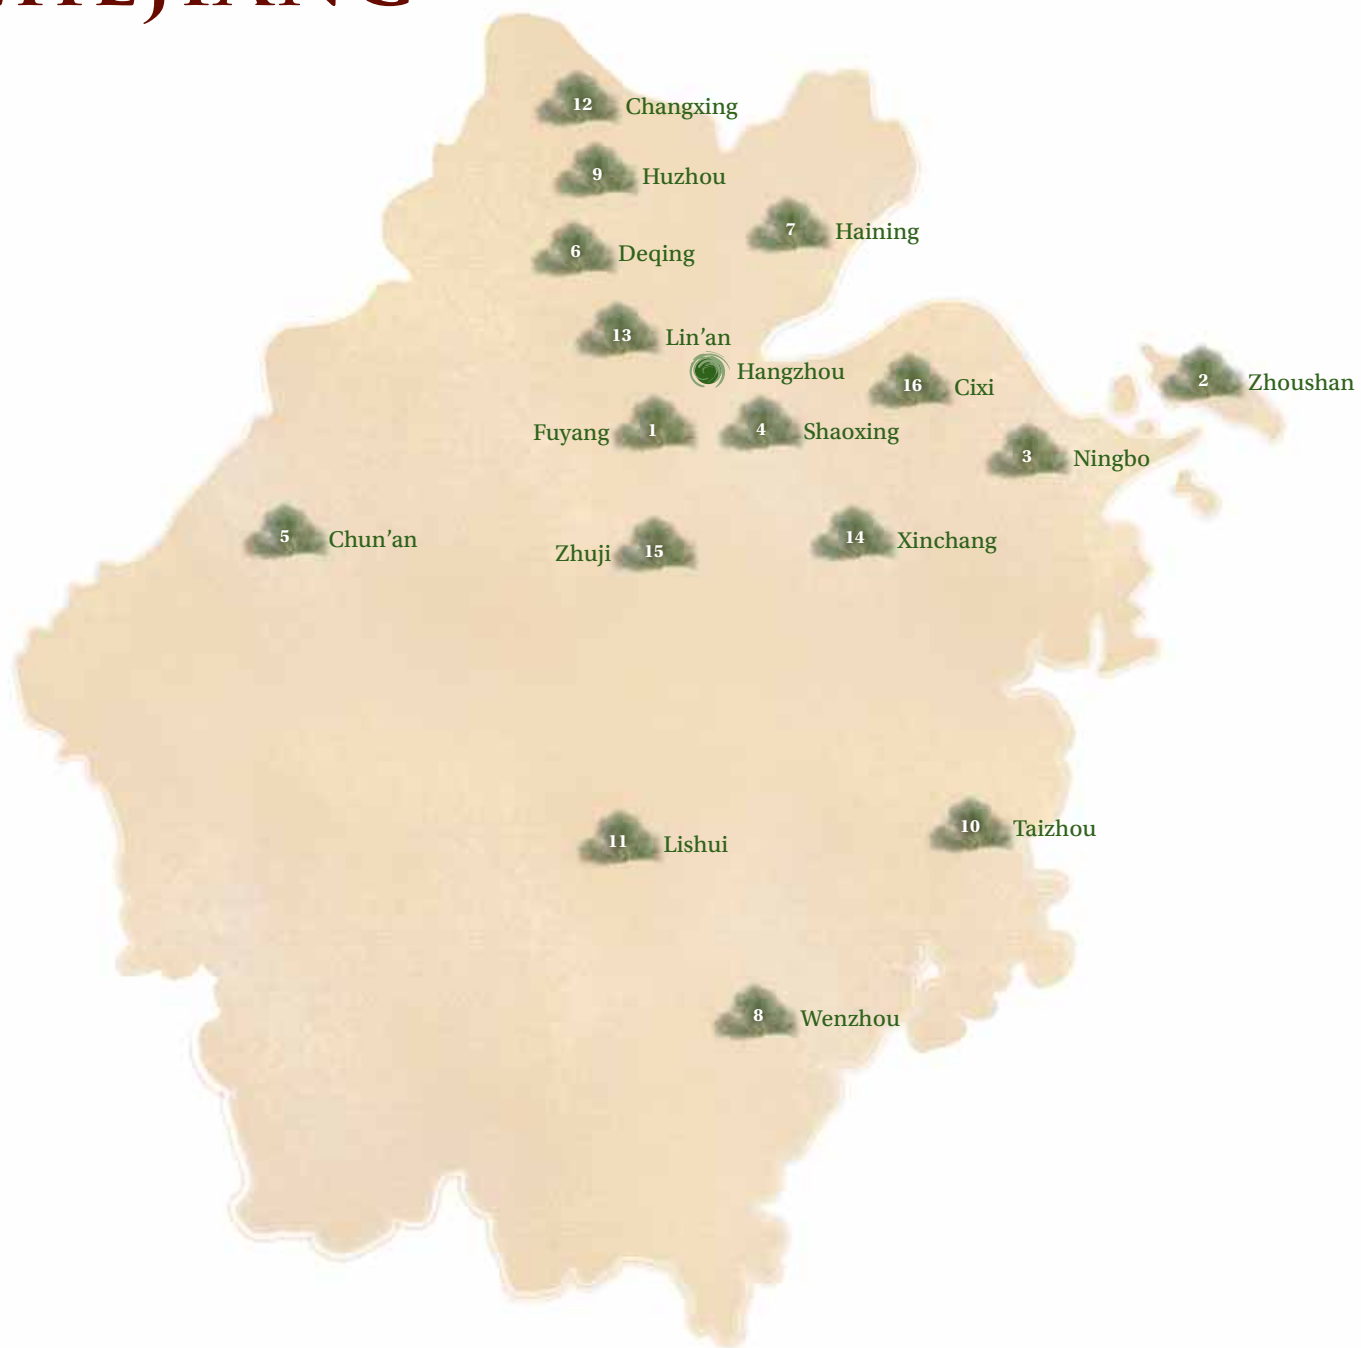 12 Changxing
9 Huzhou
7 Haining
6 Deqing
13 Lin’an
Hangzhou
2 Zhoushan
16 Cixi
Fuyang 1
4 Shaoxing
3 Ningbo
5 Chun’an
14 Xinchang
Zhuji 15
10 Taizhou
11 Lishui
8 Wenzhou